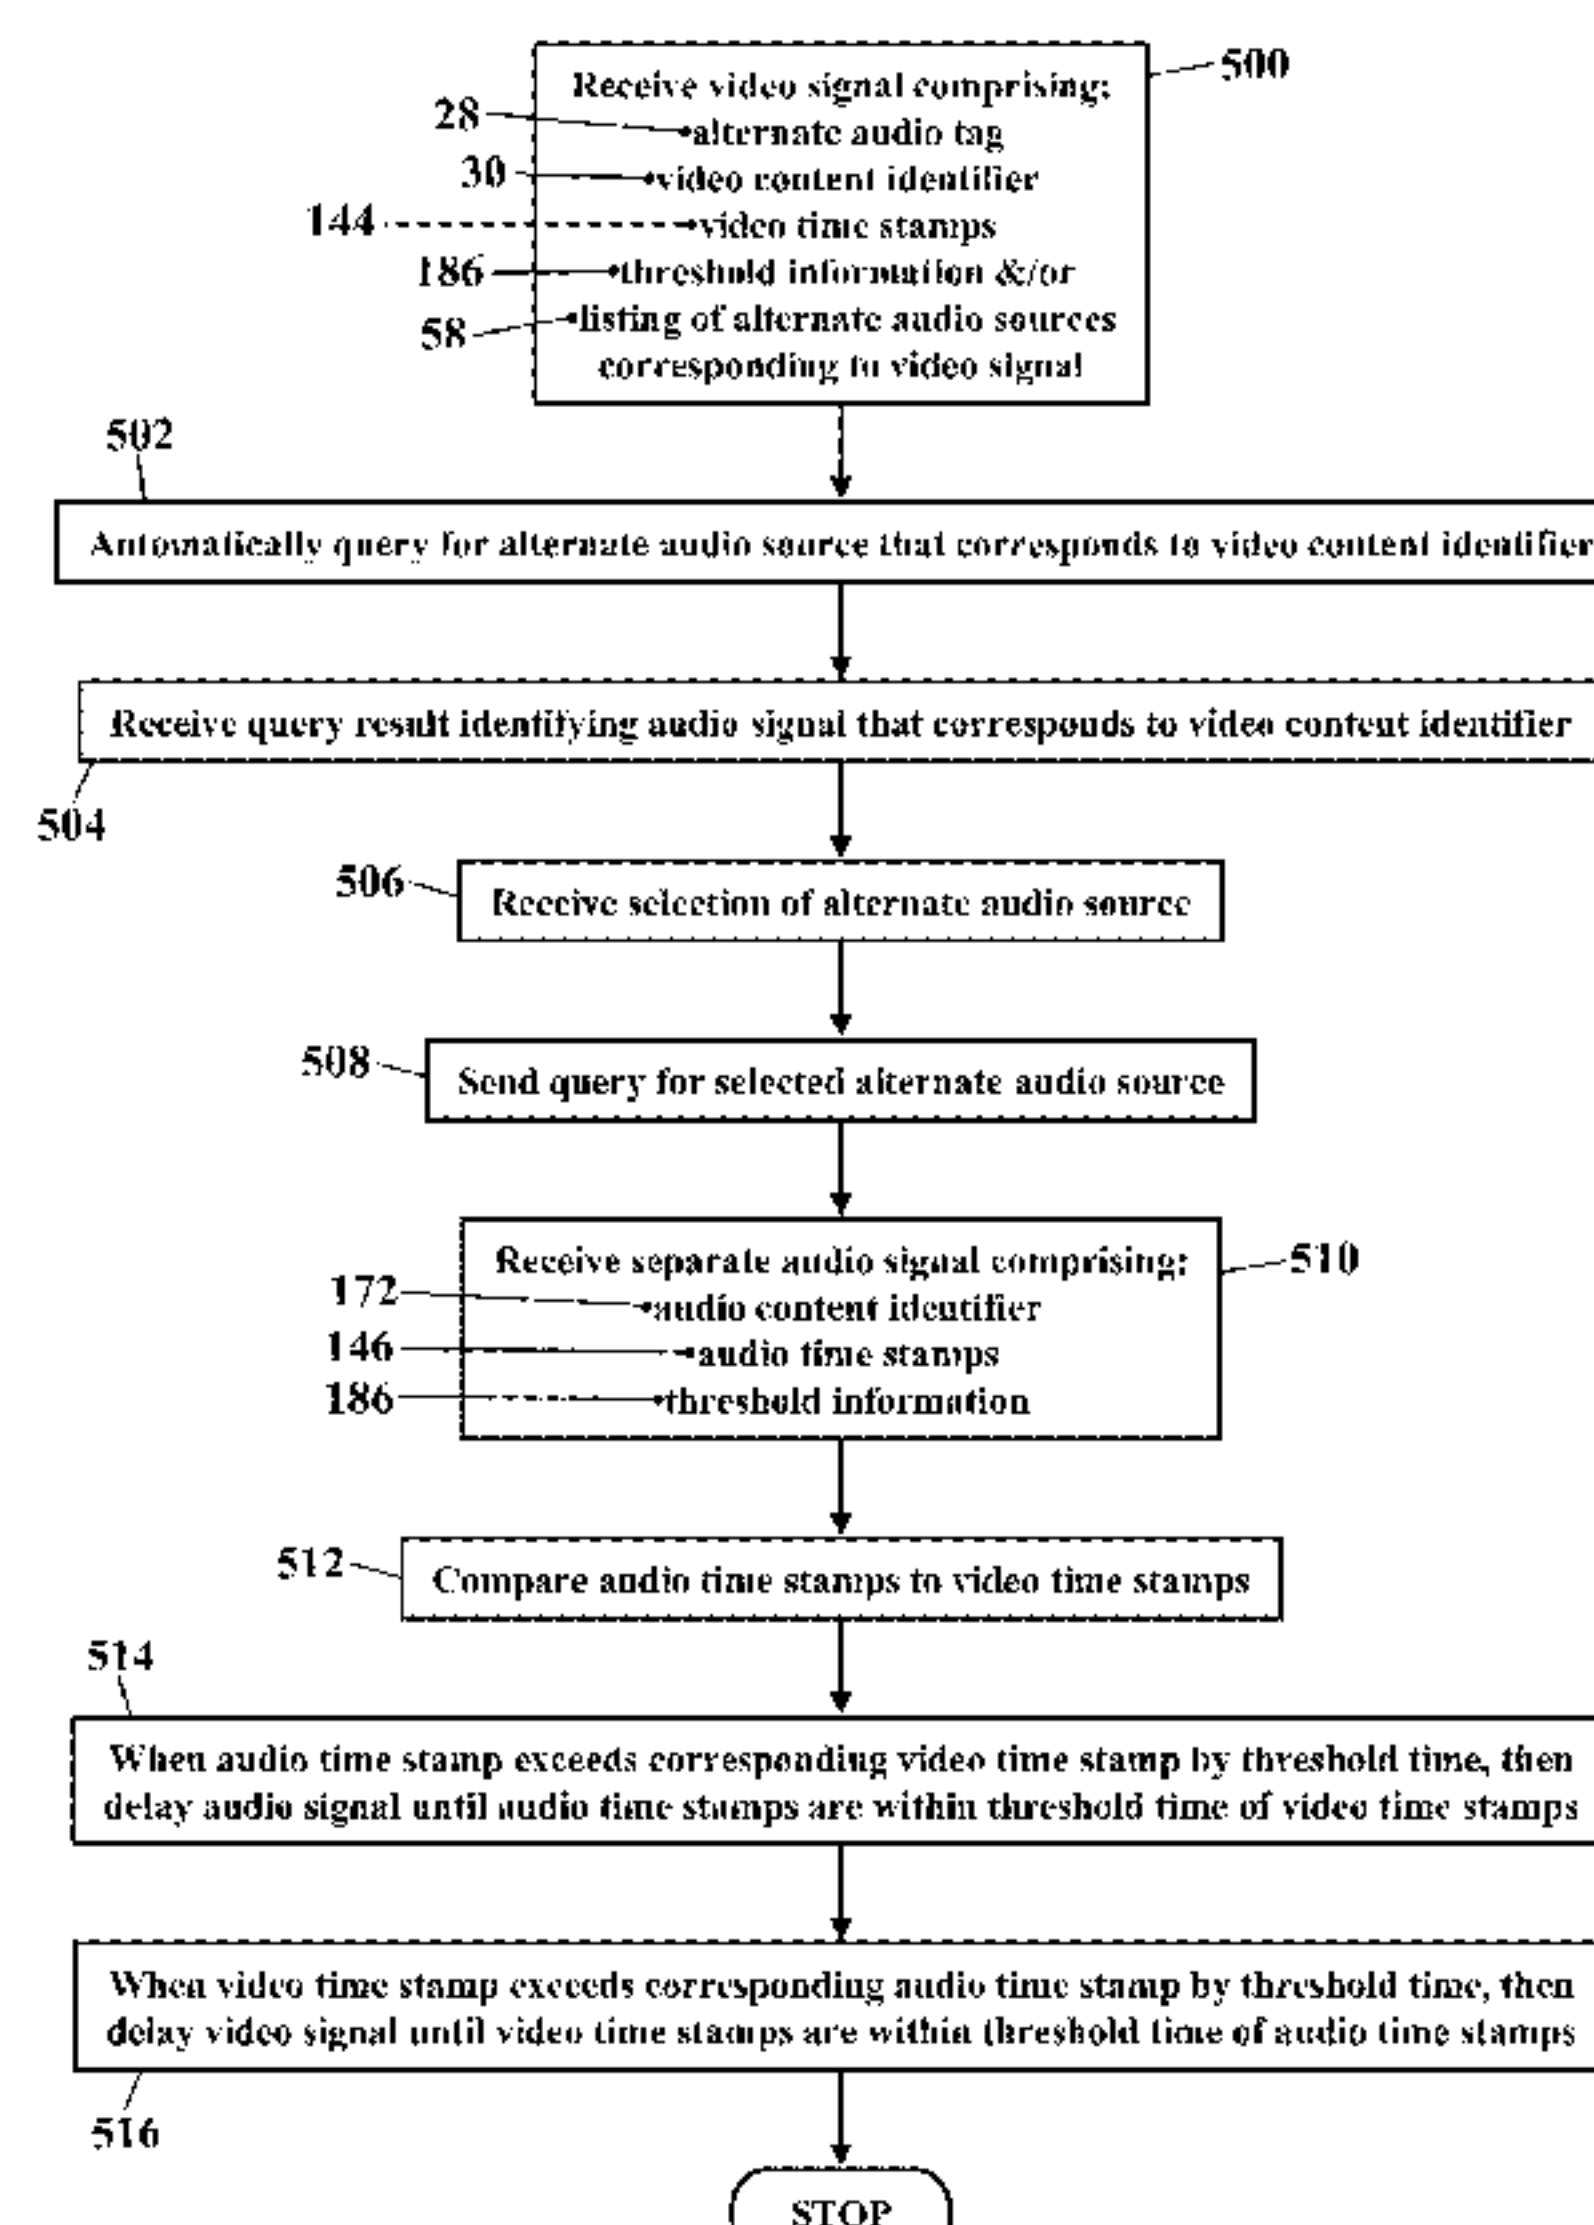 500
Receive video signal comprising:
28
•alternate audio tag
30
•video content identifier
144
•video time stamps
186
•threshold information &/or
58
•listing of alternate audio sources
corresponding to video signal
502
Automatically query for alternate audio source that corresponds to video content identifier
Receive query result identifying audio signal that corresponds to video content identifier
504
506
Receive selection of alternate audio source
508
Send query for selected alternate audio source
510
Receive separate audio signal comprising:
172
•audio content identifier
146
•audio time stamps
186
•threshold information
512
Compare audio time stamps to video time stamps
514
When audio time stamp exceeds corresponding video time stamp by threshold time, then
delay audio signal until audio time stamps are within threshold time of video time stamps
When video time stamp exceeds corresponding audio time stamp by threshold time, then
delay video signal until video time stamps are within threshold time of audio time stamps
516
STOP